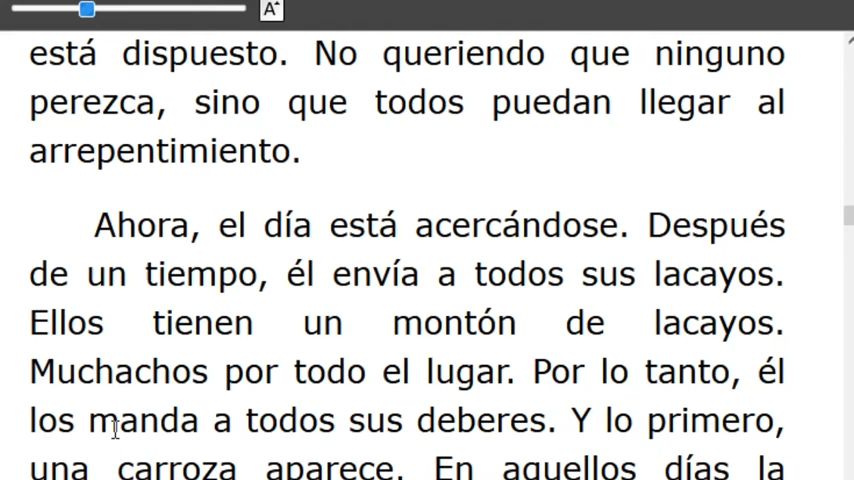 A
está dispuesto. No queriendo que ninguno
perezca, sino que todos puedan llegar al
arrepentimiento.
Ahora, el día está acercándose. Después
de un tiempo, él envía a todos sus lacayos.
Ellos tienen un montón de lacayos.
Muchachos por todo el lugar. Por lo tanto, él
los manda a todos sus deberes. Y lo primero,
una carroza aparece. En aquellos días la